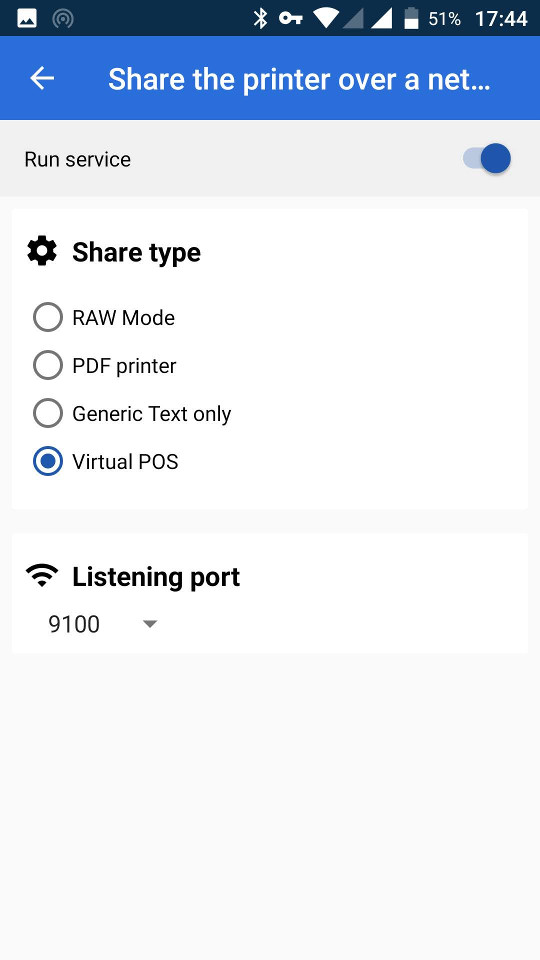 51% 17:44
Share the printer over a net…
Run service
Share type
RAW Mode
PDF printer
Generic Text only
Virtual POS
Listening port
9100